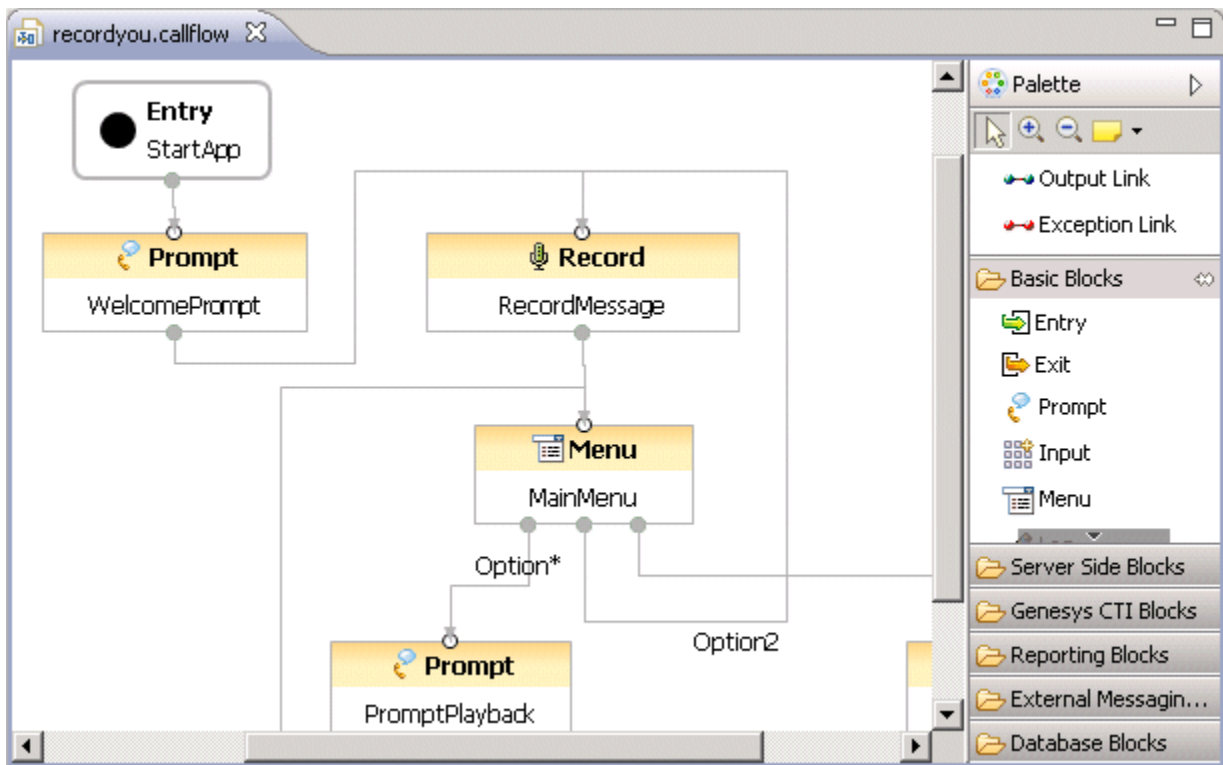 recordyou.callflow
Entry
StartApp
Prompt
WelcomePrompt
Record
RecordMessage
Menu
MainMenu
Option*
Option2
Prompt
PromptPlayback
Palette
Output Link
Exception Link
Basic Blocks
Entry
Exit
Prompt
Input
Menu
Server Side Blocks
Genesys CTI Blocks
Reporting Blocks
External Messagin...
Database Blocks